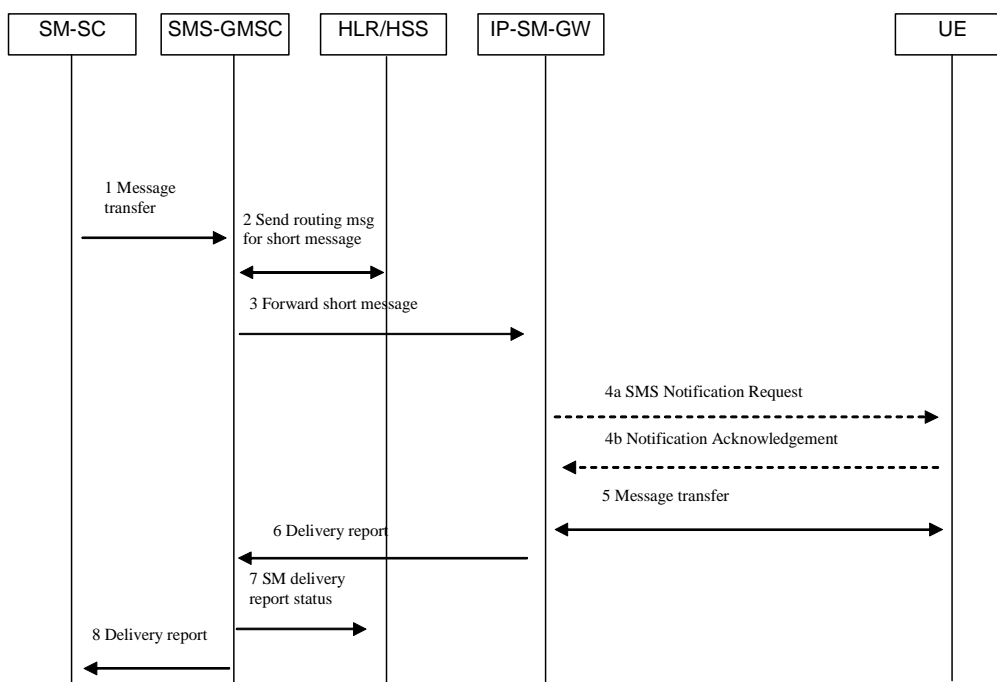 SM-SC
SMS-GMSC
HLR/HSS
IP-SM-GW
UE
1 Message
transfer
2 Send routing msg
for short message
3 Forward short message
4a SMS Notification Request
4b Notification Acknowledgement
5 Message transfer
6 Delivery report
7 SM delivery
report status
8 Delivery report